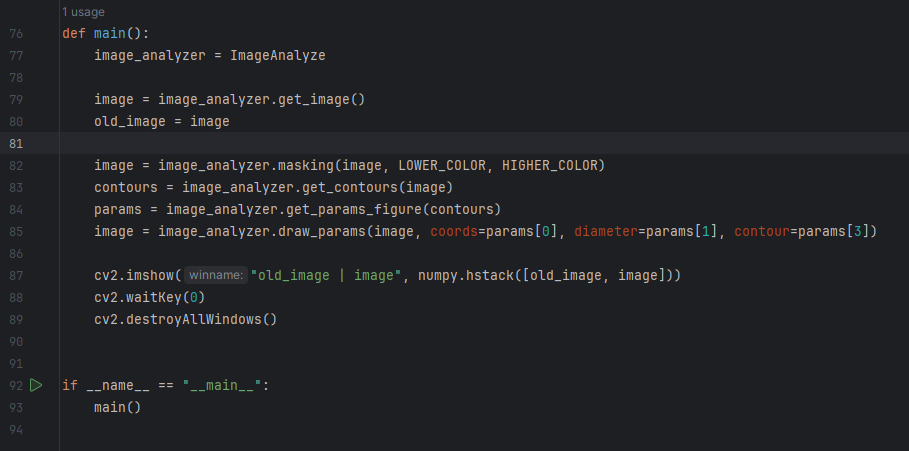 1 usage
76 def main():
77     image_analyzer = ImageAnalyze
78
79     image = image_analyzer.get_image()
80     old_image = image
81
82     image = image_analyzer.masking(image, LOWER_COLOR, HIGHER_COLOR)
83     contours = image_analyzer.get_contours(image)
84     params = image_analyzer.get_params_figure(contours)
85     image = image_analyzer.draw_params(image, coords=params[0], diameter=params[1], contour=params[3])
86
87     cv2.imshow( winname: "old_image | image", numpy.hstack([old_image, image]))
88     cv2.waitKey(0)
89     cv2.destroyAllWindows()
90
91
92 if __name__ == "__main__":
93     main()
94